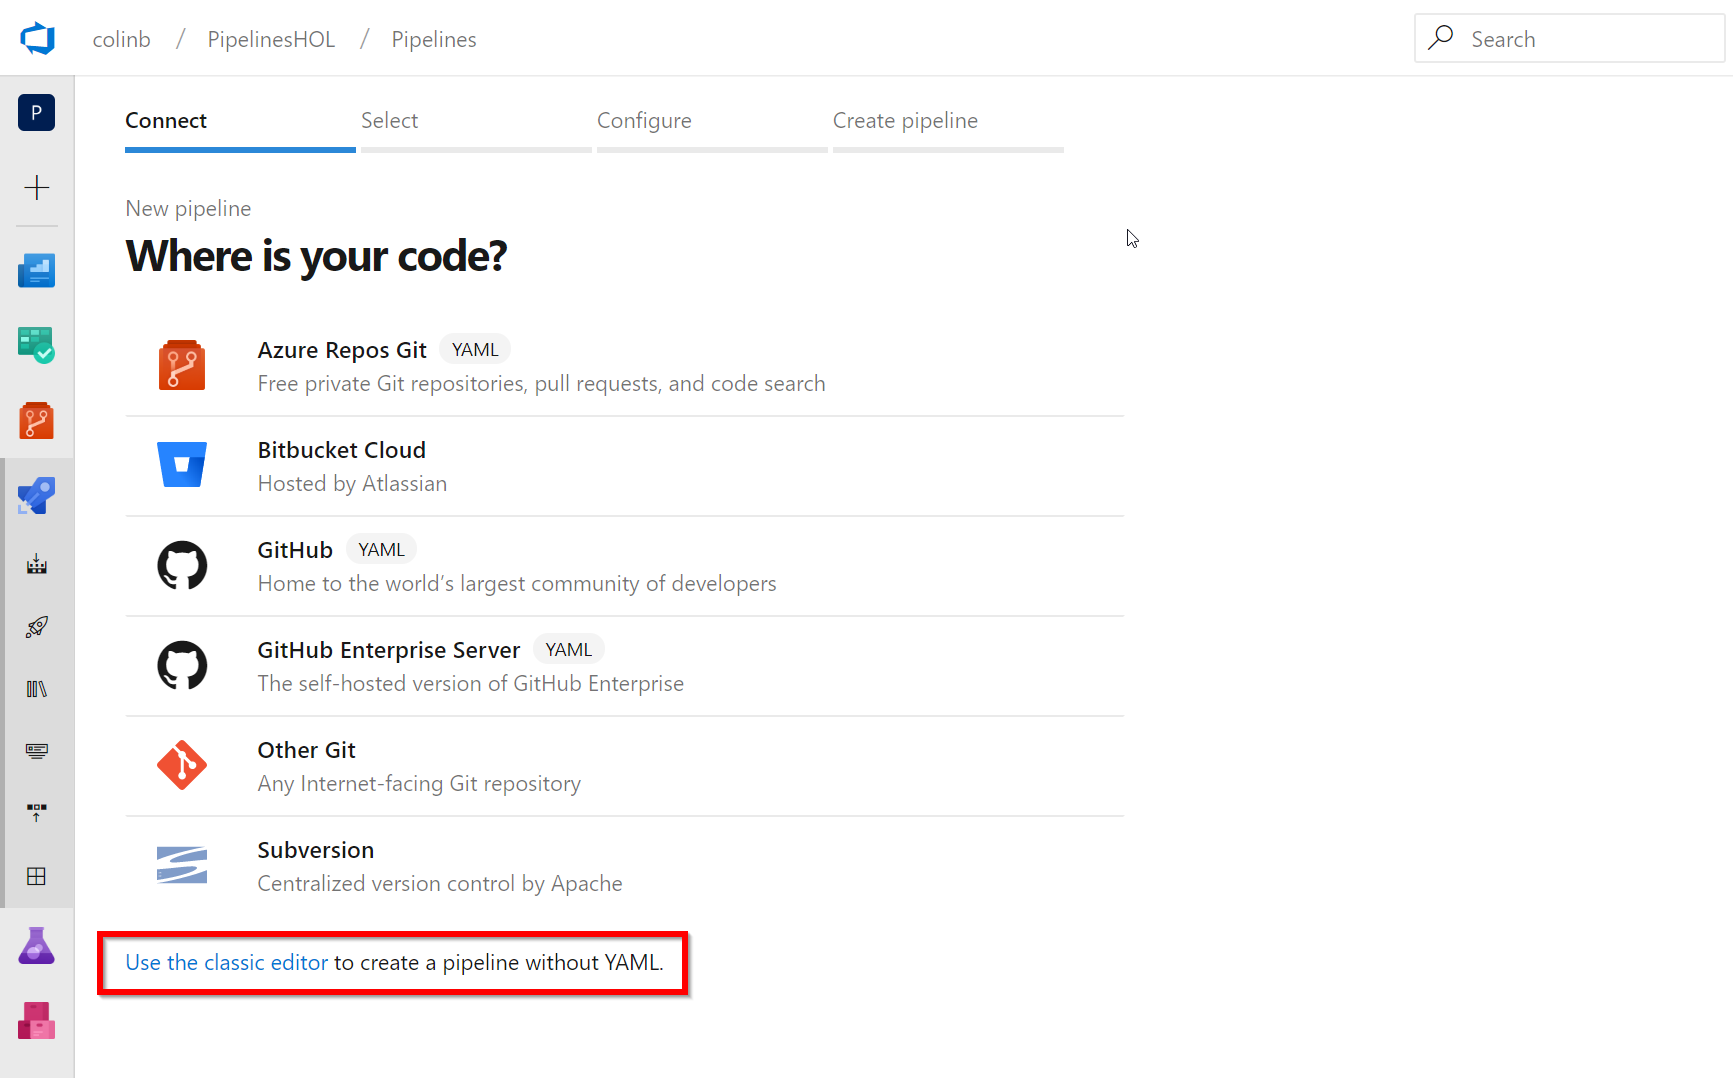 colinb / PipelinesHOL / Pipelines
Search
P
Connect Select Configure Create pipeline
New pipeline
Where is your code?
Azure Repos Git YAML
Free private Git repositories, pull requests, and code search
Bitbucket Cloud
Hosted by Atlassian
GitHub YAML
Home to the world’s largest community of developers
GitHub Enterprise Server YAML
The self-hosted version of GitHub Enterprise
Other Git
Any Internet-facing Git repository
Subversion
Centralized version control by Apache
Use the classic editor to create a pipeline without YAML.